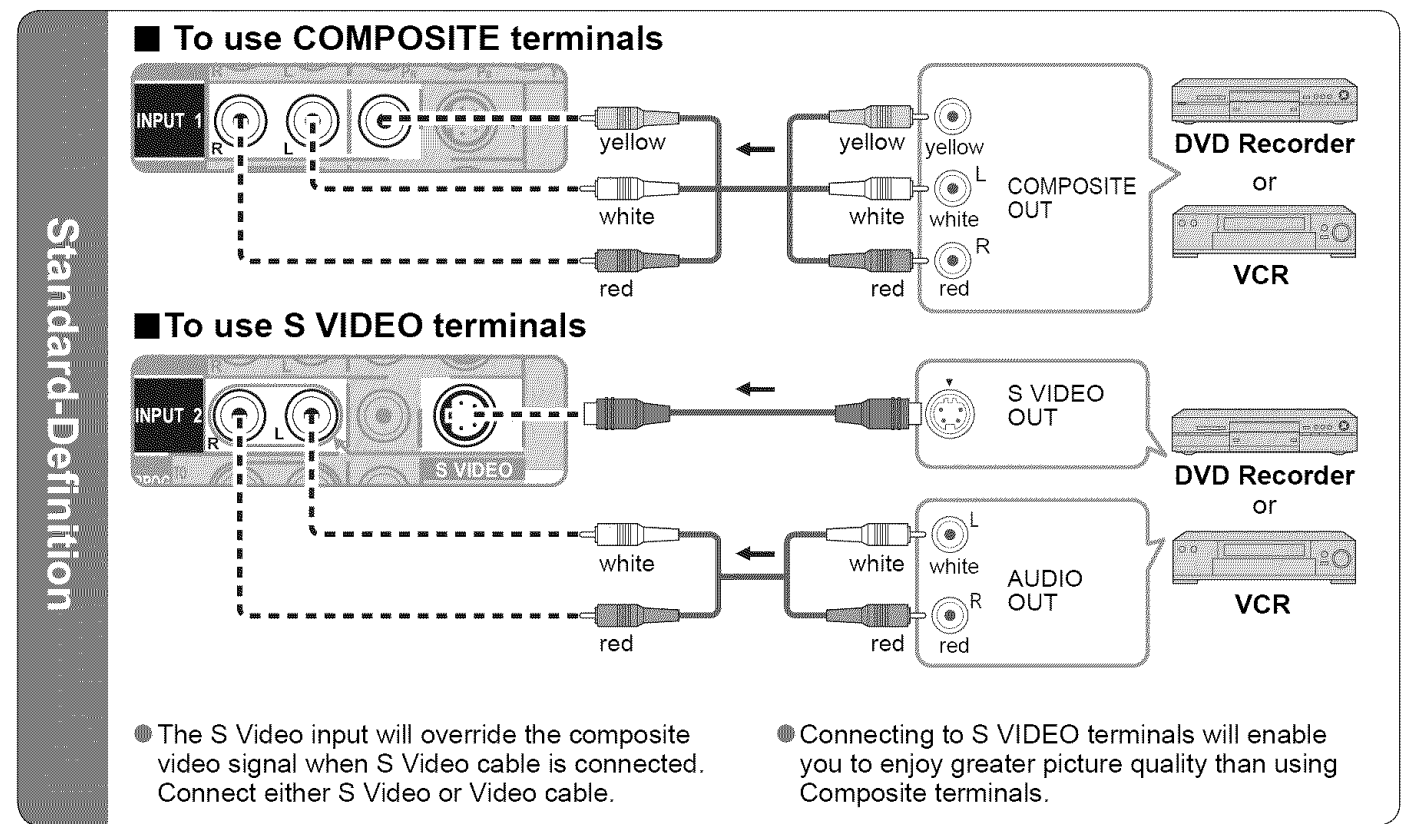 Standard-Definition
■ To use COMPOSITE terminals
INPUT 1
R
L
yellow
white
red
yellow
white
red
yellow
L
white
R
red
COMPOSITE
OUT
DVD Recorder
or
VCR
■To use S VIDEO terminals
R
L
INPUT 2
R
L
S VIDEO
S VIDEO
OUT
white
red
white
red
L
white
R
red
AUDIO
OUT
DVD Recorder
or
VCR
● The S Video input will override the composite
video signal when S Video cable is connected.
Connect either S Video or Video cable.
● Connecting to S VIDEO terminals will enable
you to enjoy greater picture quality than using
Composite terminals.